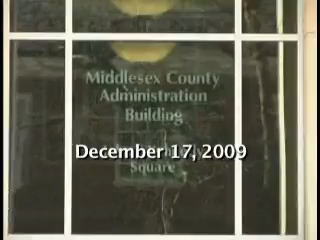 Middlesex County
Administration
Building
December 17, 2009
Square